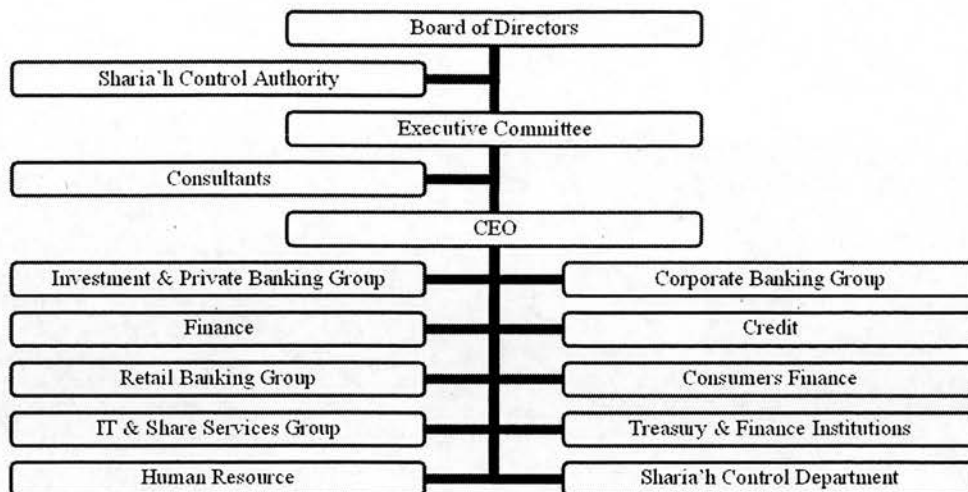 Board of Directors
Sharia`h Control Authority
Executive Committee
Consultants
CEO
Investment & Private Banking Group
Corporate Banking Group
Finance
Credit
Retail Banking Group
Consumers Finance
IT & Share Services Group
Treasury & Finance Institutions
Human Resource
Sharia'h Control Department